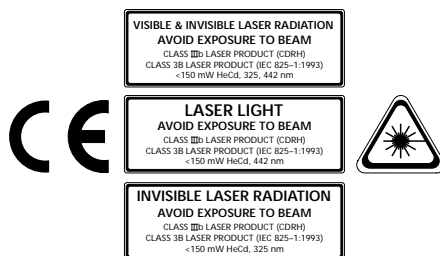 VISIBLE & INVISIBLE LASER RADIATION
AVOID EXPOSURE TO BEAM
CLASS IIIb LASER PRODUCT (CDRH)
CLASS 3B LASER PRODUCT (IEC 825–1:1993)
<150 mW HeCd, 325, 442 nm
CE
LASER LIGHT
AVOID EXPOSURE TO BEAM
CLASS IIIb LASER PRODUCT (CDRH)
CLASS 3B LASER PRODUCT (IEC 825–1:1993)
<150 mW HeCd, 442 nm
INVISIBLE LASER RADIATION
AVOID EXPOSURE TO BEAM
CLASS IIIb LASER PRODUCT (CDRH)
CLASS 3B LASER PRODUCT (IEC 825–1:1993)
<150 mW HeCd, 325 nm